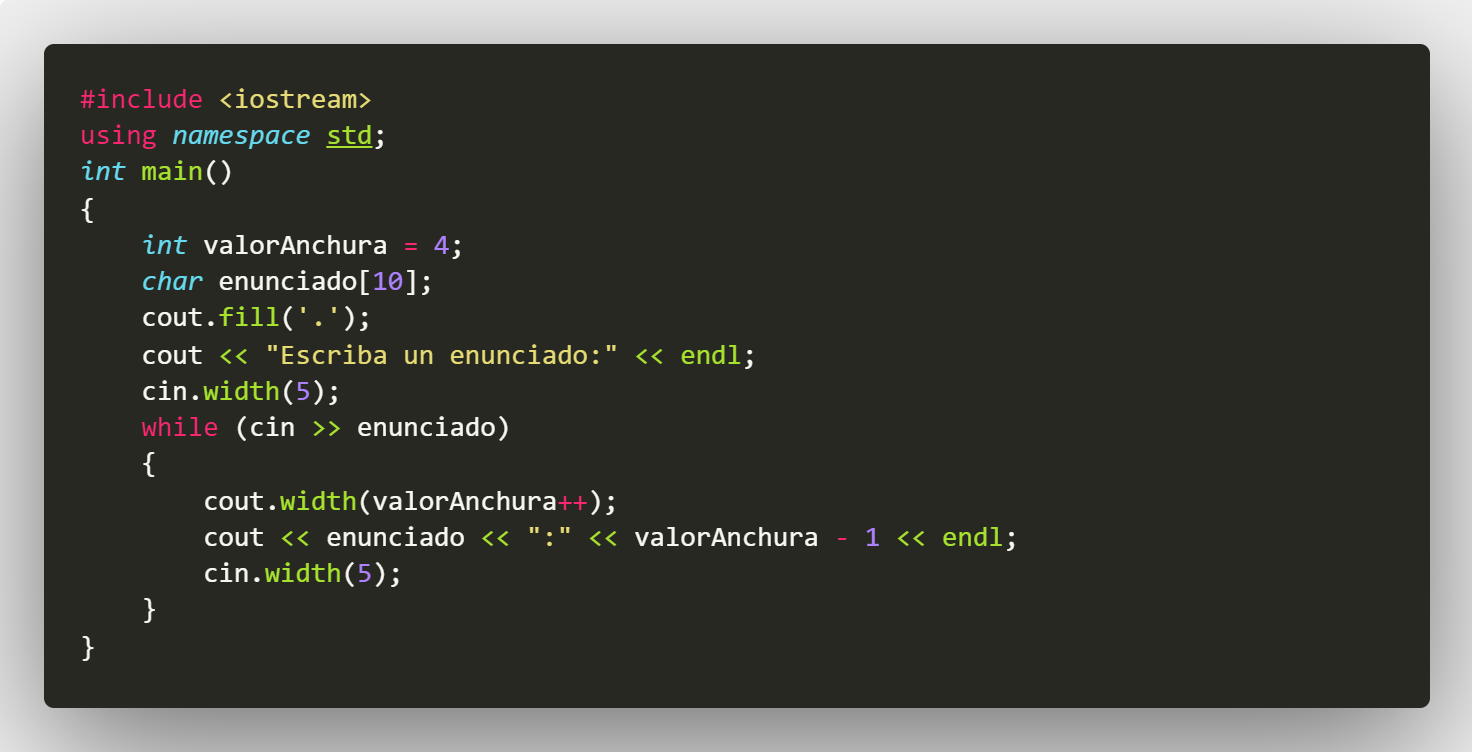 #include <iostream>
using namespace std;
int main()
{
    int valorAnchura = 4;
    char enunciado[10];
    cout.fill('.');
    cout << "Escriba un enunciado:" << endl;
    cin.width(5);
    while (cin >> enunciado)
    {
        cout.width(valorAnchura++);
        cout << enunciado << ":" << valorAnchura - 1 << endl;
        cin.width(5);
    }
}